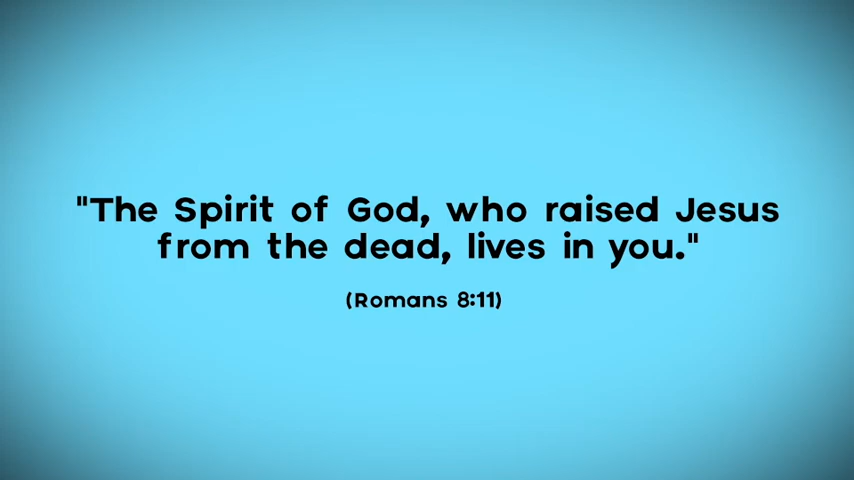 "The Spirit of God, who raised Jesus
from the dead, lives in you."
(Romans 8:11)